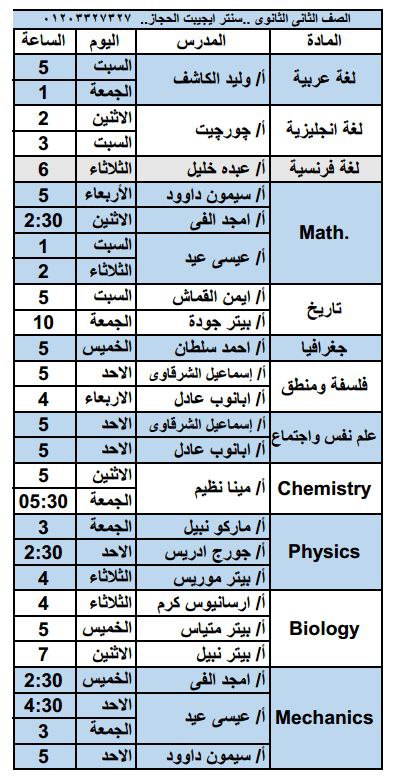 الصف الثانى الثانوى ..سنتر ايجيبت الحجاز.. ٠١٢٠٣٣٢٧٣٢٧
المادة المدرس اليوم الساعة
لغة عربية أ/ وليد الكاشف السبت 5
الجمعة 1
لغة انجليزية أ/ چورچيت الاثنين 2
السبت 3
لغة فرنسية أ/ عبده خليل الثلاثاء 6
Math. أ/ سيمون داوود الأربعاء 5
أ/ امجد الفى الاثنين 2:30
أ/ عيسى عيد السبت 1
الثلاثاء 2
تاريخ أ/ ايمن القماش السبت 5
أ/ بيتر جودة الجمعة 10
جغرافيا أ/ احمد سلطان الخميس 5
فلسفة ومنطق أ/ إسماعيل الشرقاوى الاحد 5
أ/ ابانوب عادل الاربعاء 4
علم نفس واجتماع أ/ إسماعيل الشرقاوى الاحد 5
أ/ ابانوب عادل الاحد 5
Chemistry أ/ مينا نظيم الاثنين 5
الجمعة 05:30
Physics أ/ ماركو نبيل الجمعة 3
أ/ جورج ادريس الاحد 2:30
أ/ بيتر موريس الثلاثاء 4
Biology أ/ ارسانيوس كرم الثلاثاء 4
أ/ بيتر متياس الخميس 5
أ/ بيتر نبيل الاثنين 7
Mechanics أ/ امجد الفى الخميس 2:30
أ/ عيسى عيد الاحد 4:30
الجمعة 3
أ/ سيمون داوود الاحد 5